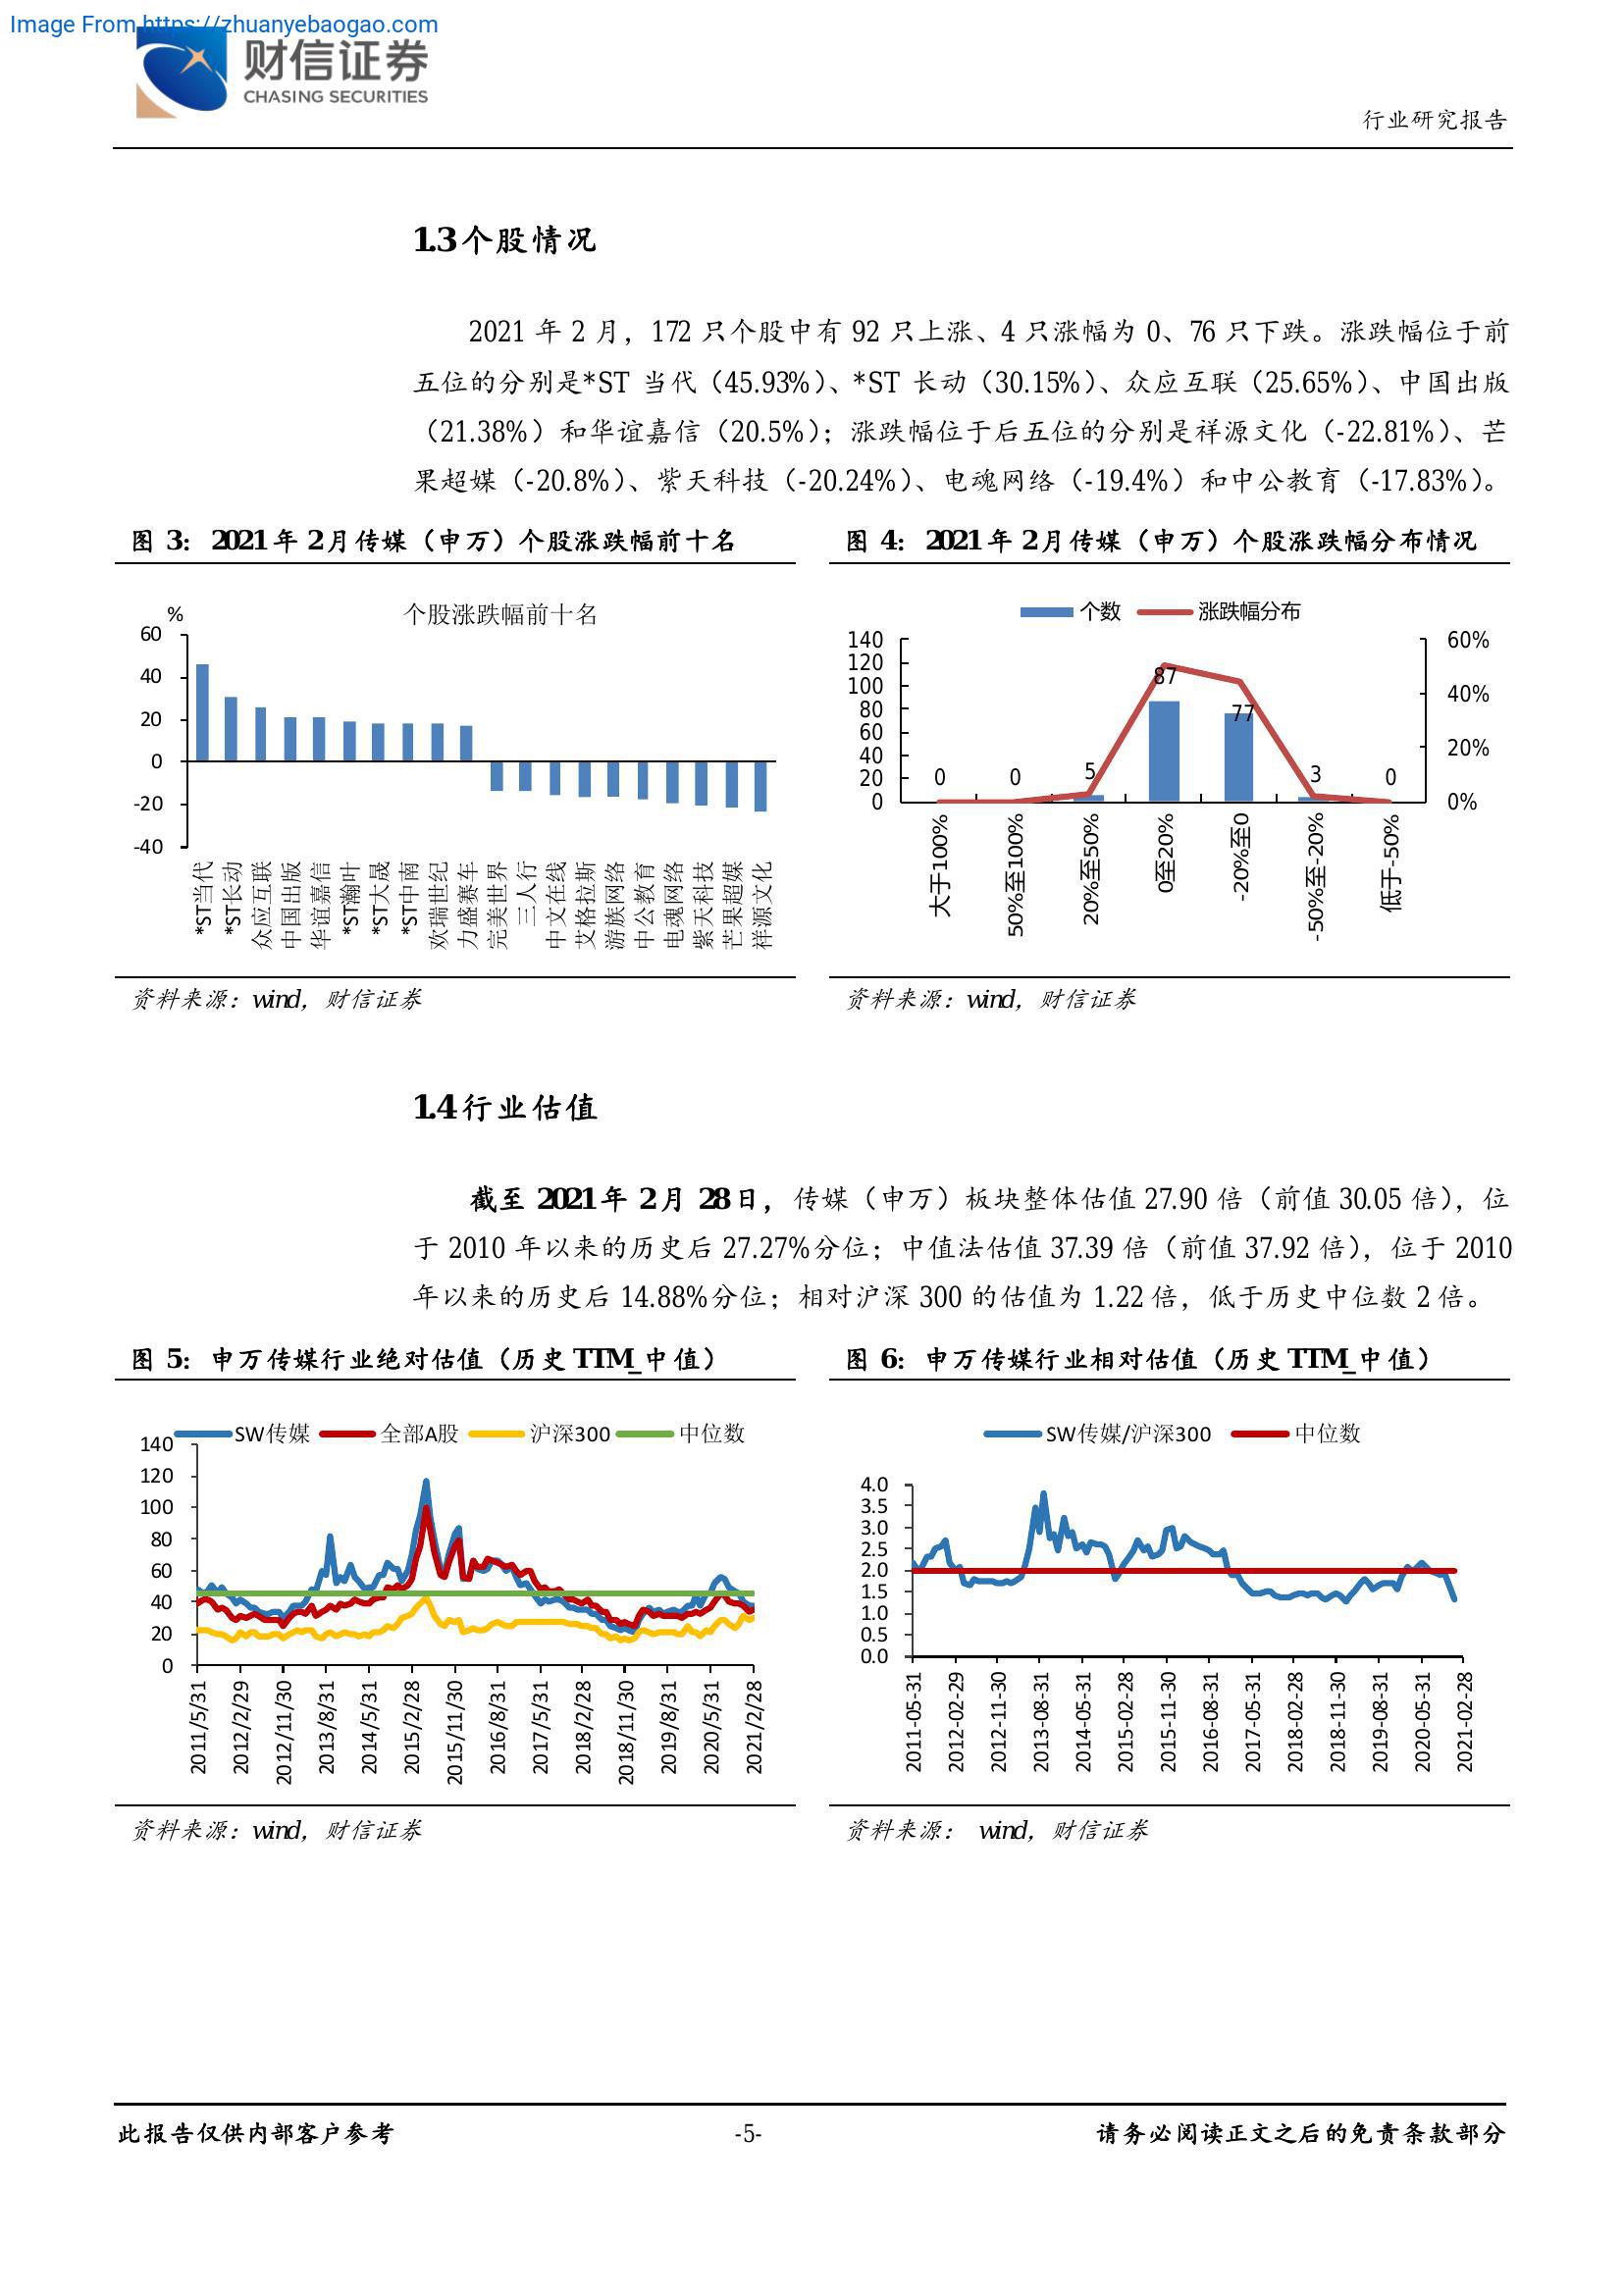 Image From https://zhuanyebaogao.com
财信证券
CHASING SECURITIES
行业研究报告
1.3 个股情况
2021 年 2 月，172 只个股中有 92 只上涨、4 只涨幅为 0、76 只下跌。涨跌幅位于前
五位的分别是*ST 当代（45.93%）、*ST 长动（30.15%）、众应互联（25.65%）、中国出版
（21.38%）和华谊嘉信（20.5%）；涨跌幅位于后五位的分别是祥源文化（-22.81%）、芒
果超媒（-20.8%）、紫天科技（-20.24%）、电魂网络（-19.4%）和中公教育（-17.83%）。
图 3：2021 年 2 月传媒（申万）个股涨跌幅前十名
%
个股涨跌幅前十名
60
40
20
0
-20
-40
*ST当代
*ST长动
众应互联
中国出版
华谊嘉信
*ST瀚叶
*ST大晟
*ST中南
欢瑞世纪
力盛赛车
完美世界
三人行
中文在线
艾格拉斯
游族网络
中公教育
电魂网络
紫天科技
芒果超媒
祥源文化
资料来源：wind，财信证券
图 4：2021 年 2 月传媒（申万）个股涨跌幅分布情况
个数 涨跌幅分布
140
120
100
80
60
40
20
0
60%
40%
20%
0%
0
0
5
87
77
3
0
大于100%
50%至100%
20%至50%
0至20%
-20%至0
-50%至-20%
低于-50%
资料来源：wind，财信证券
1.4 行业估值
截至 2021 年 2 月 28 日，传媒（申万）板块整体估值 27.90 倍（前值 30.05 倍），位
于 2010 年以来的历史后 27.27%分位；中值法估值 37.39 倍（前值 37.92 倍），位于 2010
年以来的历史后 14.88%分位；相对沪深 300 的估值为 1.22 倍，低于历史中位数 2 倍。
图 5：申万传媒行业绝对估值（历史 TTM_中值）
SW传媒 全部A股 沪深300 中位数
140
120
100
80
60
40
20
0
2011/5/31
2012/2/29
2012/11/30
2013/8/31
2014/5/31
2015/2/28
2015/11/30
2016/8/31
2017/5/31
2018/2/28
2018/11/30
2019/8/31
2020/5/31
2021/2/28
资料来源：wind，财信证券
图 6：申万传媒行业相对估值（历史 TTM_中值）
SW传媒/沪深300 中位数
4.0
3.5
3.0
2.5
2.0
1.5
1.0
0.5
0.0
2011-05-31
2012-02-29
2012-11-30
2013-08-31
2014-05-31
2015-02-28
2015-11-30
2016-08-31
2017-05-31
2018-02-28
2018-11-30
2019-08-31
2020-05-31
2021-02-28
资料来源： wind，财信证券
此报告仅供内部客户参考
-5-
请务必阅读正文之后的免责条款部分